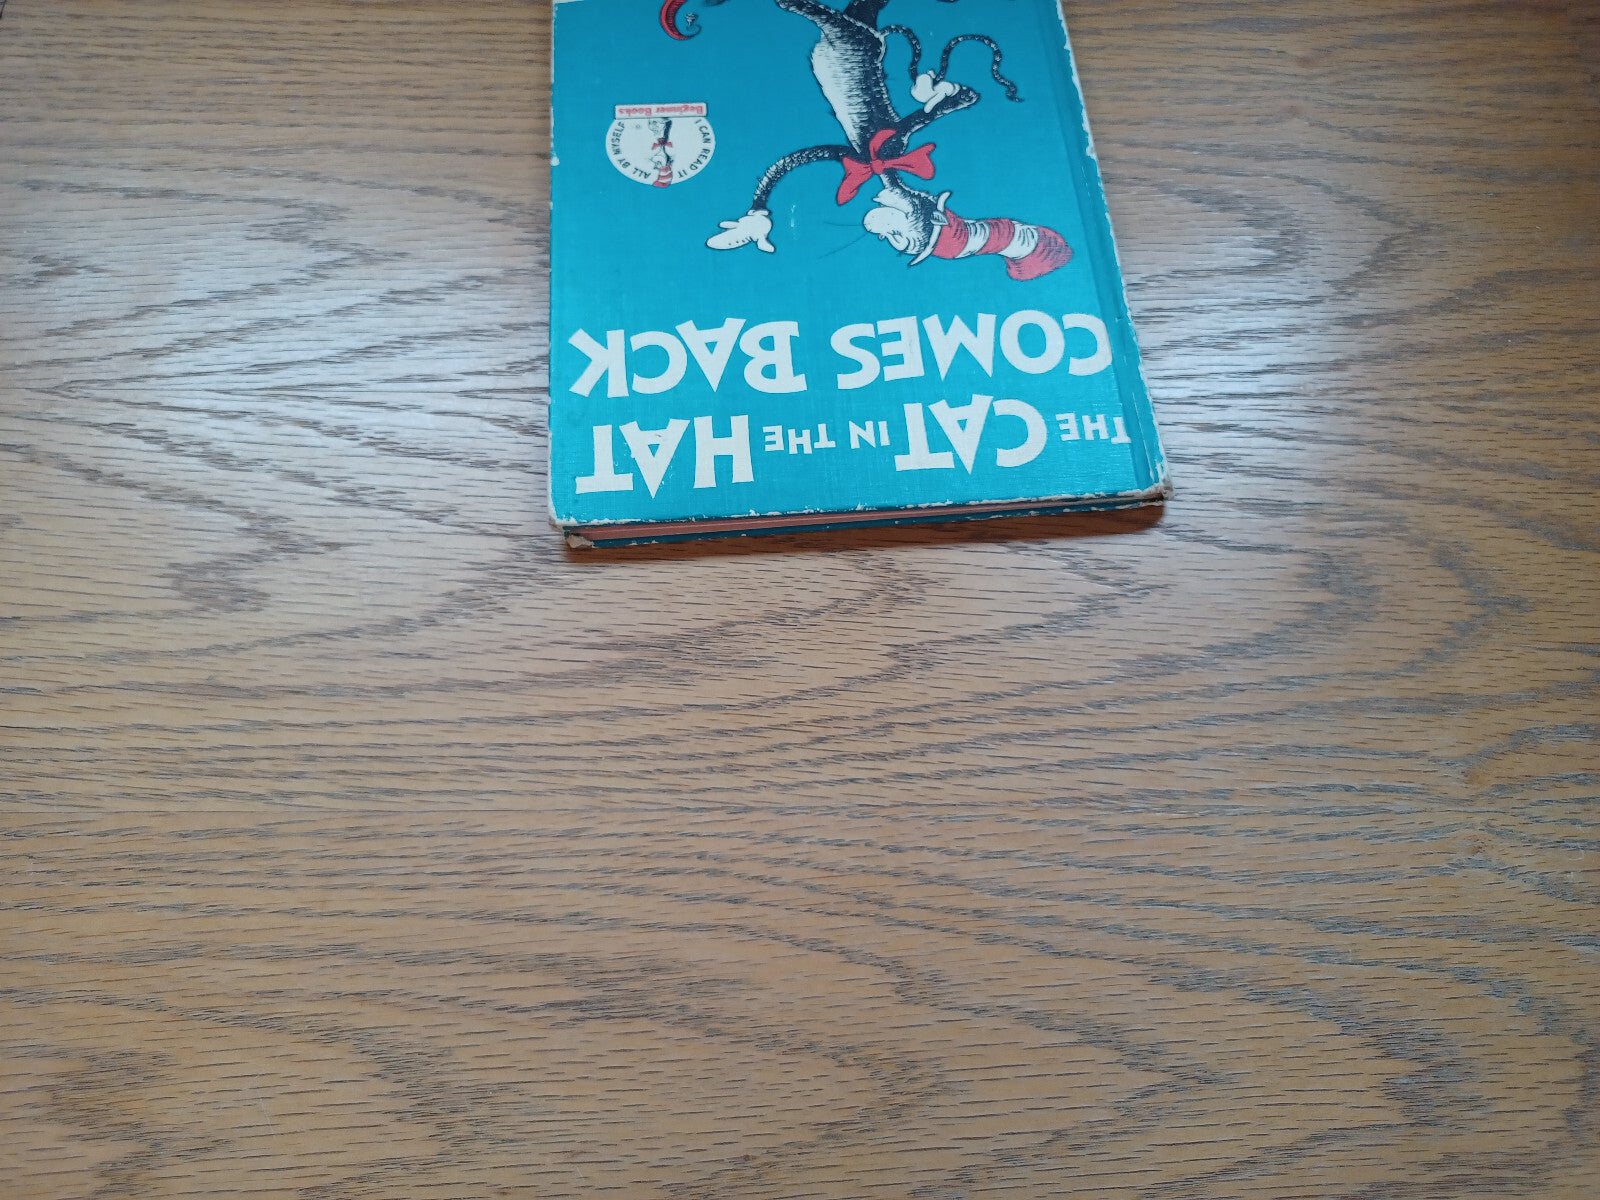 THE CAT IN THE HAT
COMES BACK
I CAN READ IT ALL BY MYSELF
Beginner Books